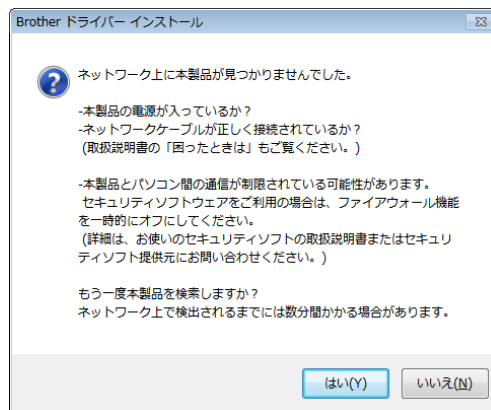 Brother ドライバー インストール
ネットワーク上に本製品が見つかりませんでした。
-本製品の電源が入っているか？
-ネットワークケーブルが正しく接続されているか？
(取扱説明書の「困ったときは」もご覧ください。)
-本製品とパソコン間の通信が制限されている可能性があります。
セキュリティソフトウェアをご利用の場合は、ファイアウォール機能
を一時的にオフにしてください。
(詳細は、お使いのセキュリティソフトの取扱説明書またはセキュリ
ティソフト提供元にお問い合わせください。)
もう一度本製品を検索しますか？
ネットワーク上で検出されるまでには数分間かかる場合があります。
はい(Y)
いいえ(N)